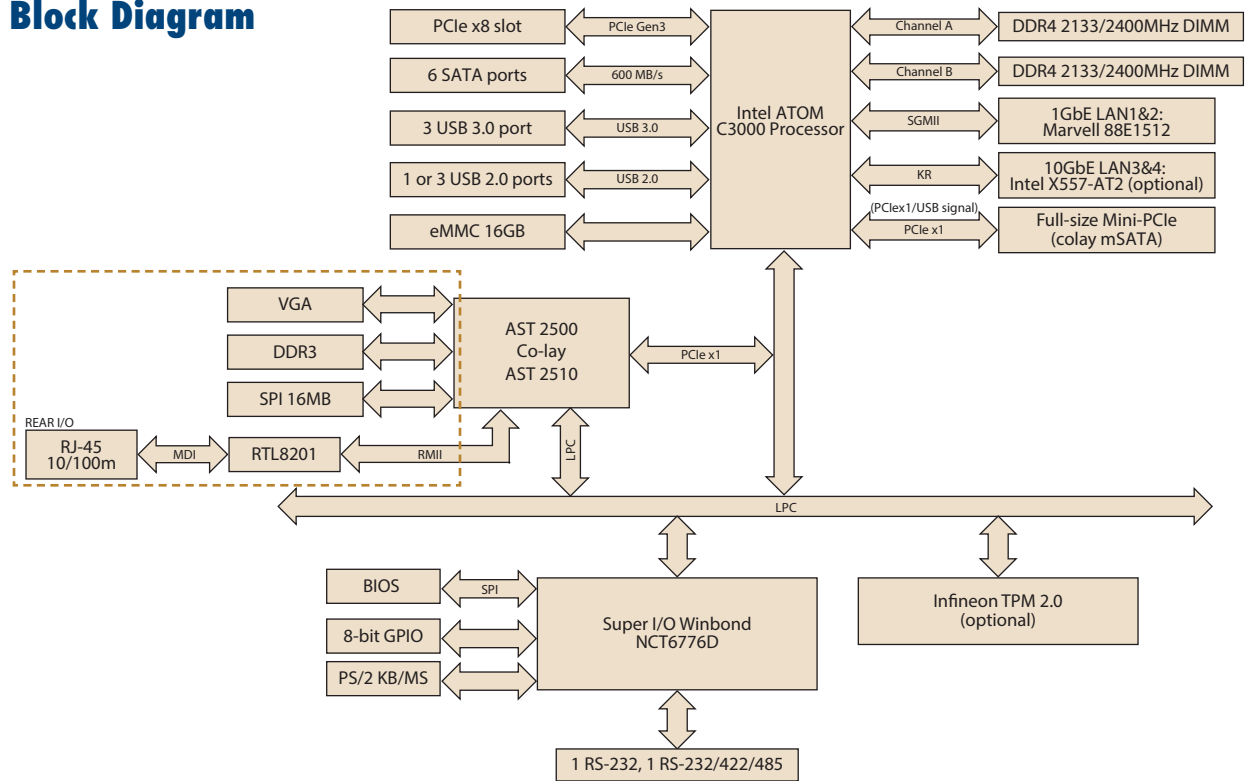 Block Diagram
PCIe x8 slot
PCIe Gen3
6 SATA ports
600 MB/s
3 USB 3.0 port
USB 3.0
1 or 3 USB 2.0 ports
USB 2.0
eMMC 16GB
Intel ATOM
C3000 Processor
Channel A
DDR4 2133/2400MHz DIMM
Channel B
DDR4 2133/2400MHz DIMM
SGMII
1GbE LAN1&2:
Marvell 88E1512
KR
10GbE LAN3&4:
Intel X557-AT2 (optional)
(PCIex1/USB signal)
PCIe x1
Full-size Mini-PCIe
(colay mSATA)
VGA
DDR3
SPI 16MB
AST 2500
Co-lay
AST 2510
PCIe x1
REAR I/O
RJ-45
10/100m
MDI
RTL8201
RMII
LPC
LPC
BIOS
SPI
8-bit GPIO
PS/2 KB/MS
Super I/O Winbond
NCT6776D
Infineon TPM 2.0
(optional)
1 RS-232, 1 RS-232/422/485